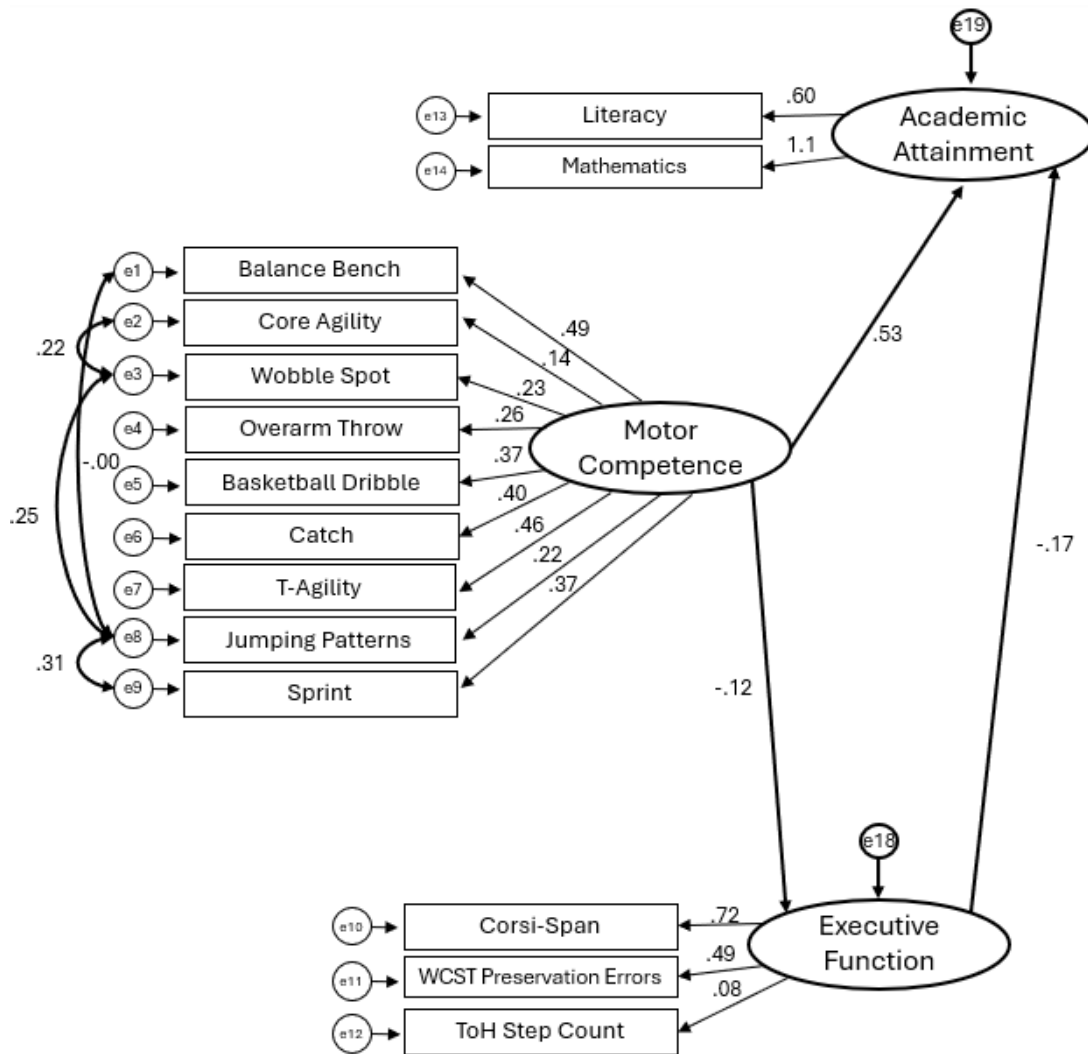 e19
Academic
Attainment
.60
1.1
e13
Literacy
e14
Mathematics
e1
Balance Bench
e2
Core Agility
e3
Wobble Spot
e4
Overarm Throw
e5
Basketball Dribble
e6
Catch
e7
T-Agility
e8
Jumping Patterns
e9
Sprint
.22
-.00
.25
.31
.49
.14
.23
.26
.37
.40
.46
.22
.37
Motor
Competence
.53
-.17
-.12
e18
Executive
Function
.72
.49
.08
e10
Corsi-Span
e11
WCST Preservation Errors
e12
ToH Step Count